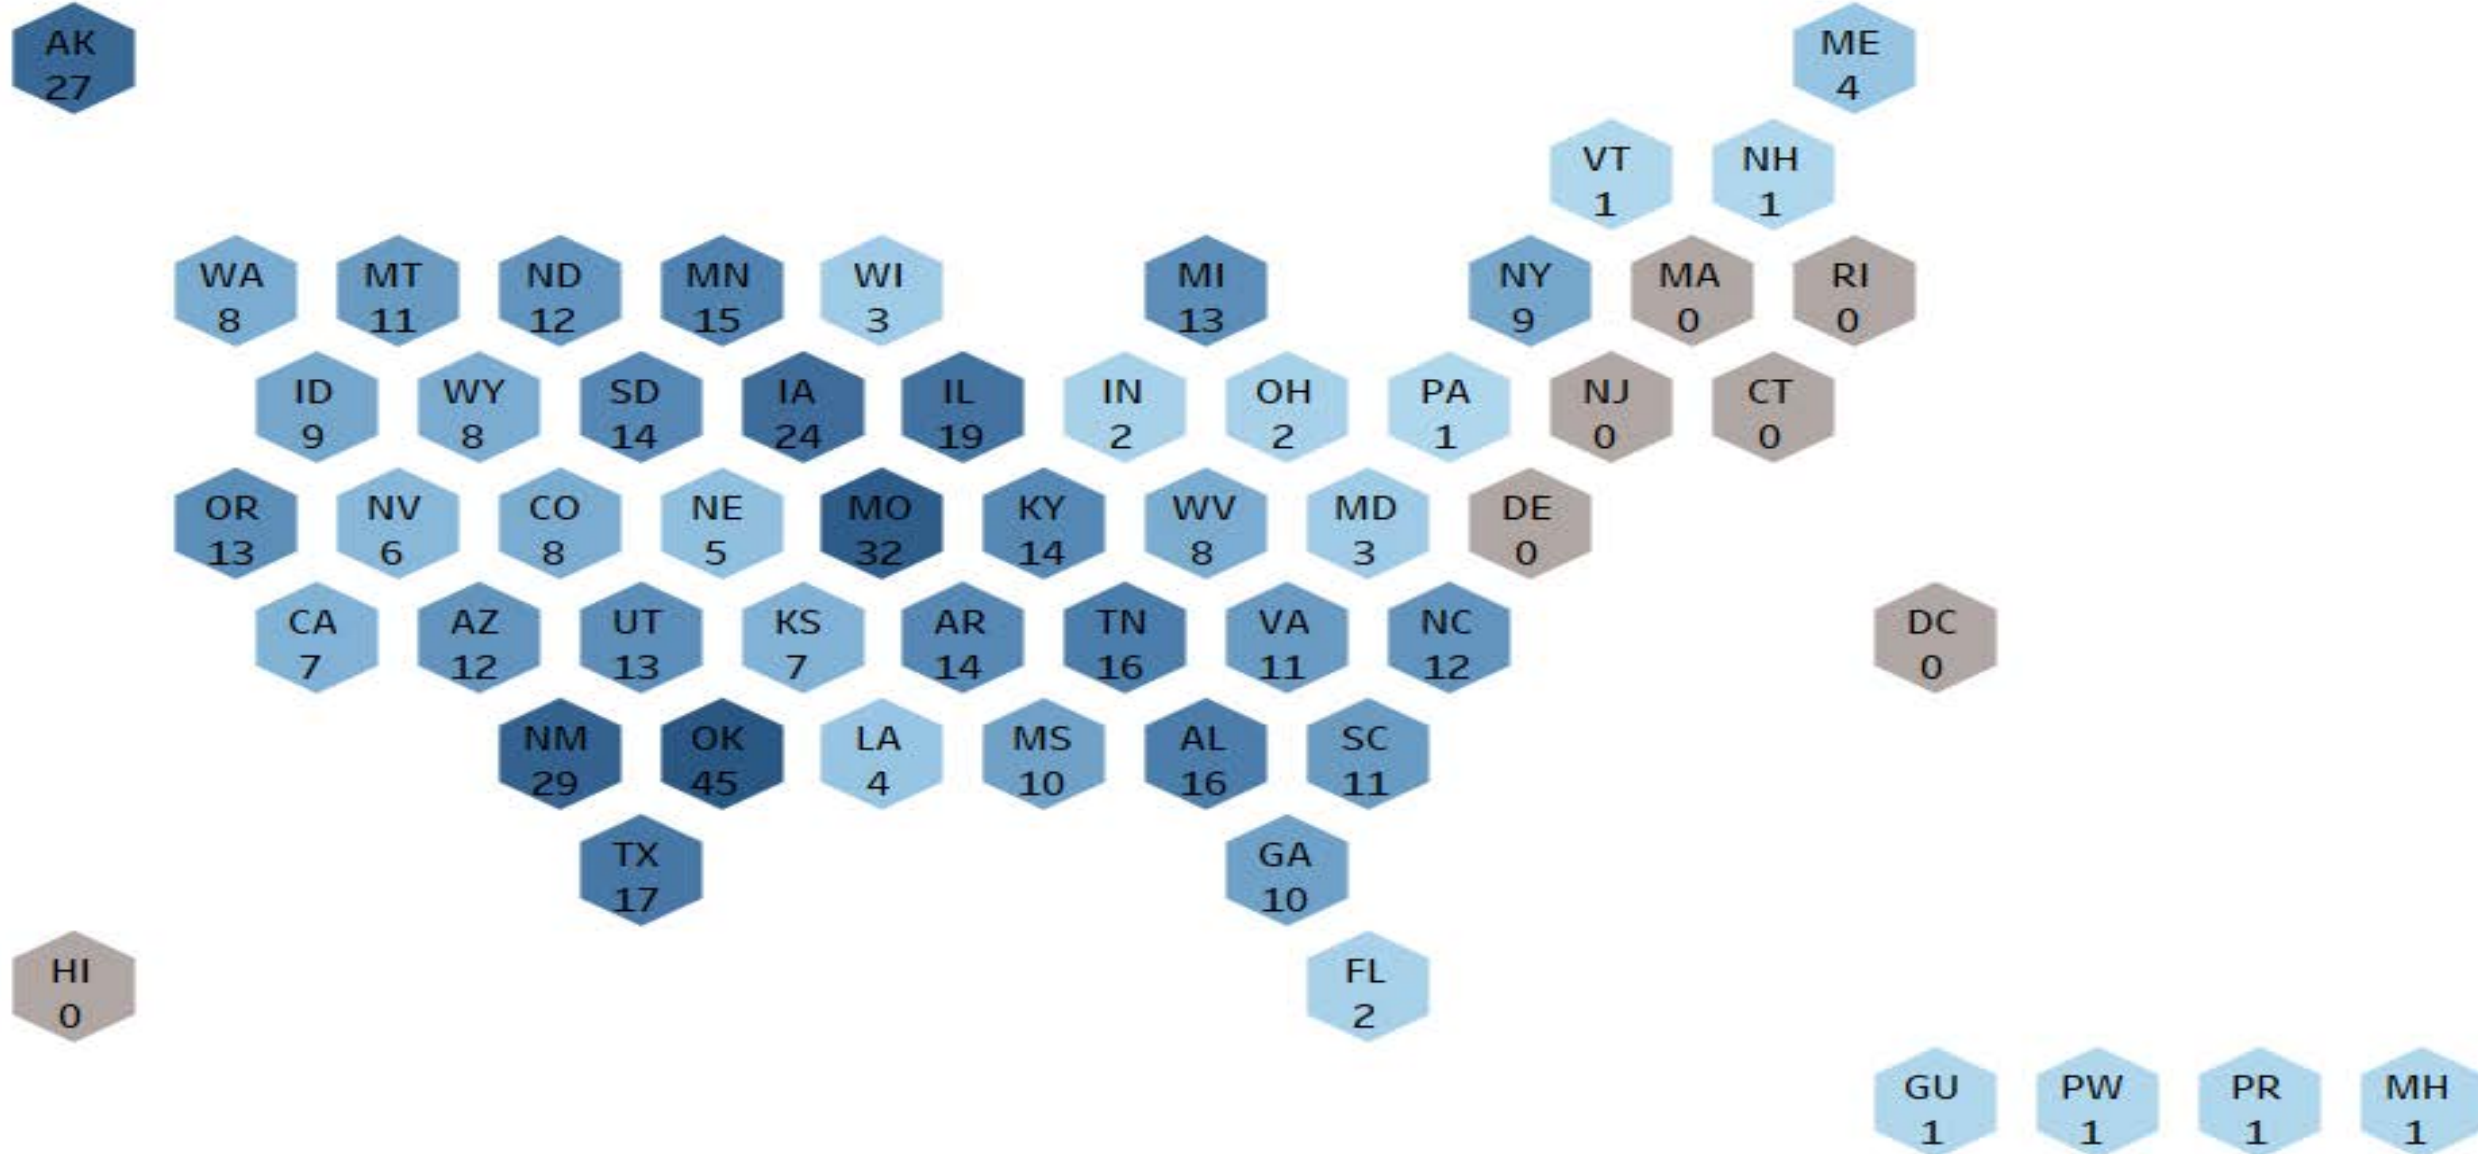 AK
27
ME
4
VT
1
NH
1
WA
8
MT
11
ND
12
MN
15
WI
3
MI
13
NY
9
MA
0
RI
0
ID
9
WY
8
SD
14
IA
24
IL
19
IN
2
OH
2
PA
1
NJ
0
CT
0
OR
13
NV
6
CO
8
NE
5
MO
32
KY
14
WV
8
MD
3
DE
0
CA
7
AZ
12
UT
13
KS
7
AR
14
TN
16
VA
11
NC
12
DC
0
NM
29
OK
45
LA
4
MS
10
AL
16
SC
11
TX
17
GA
10
HI
0
FL
2
GU
1
PW
1
PR
1
MH
1